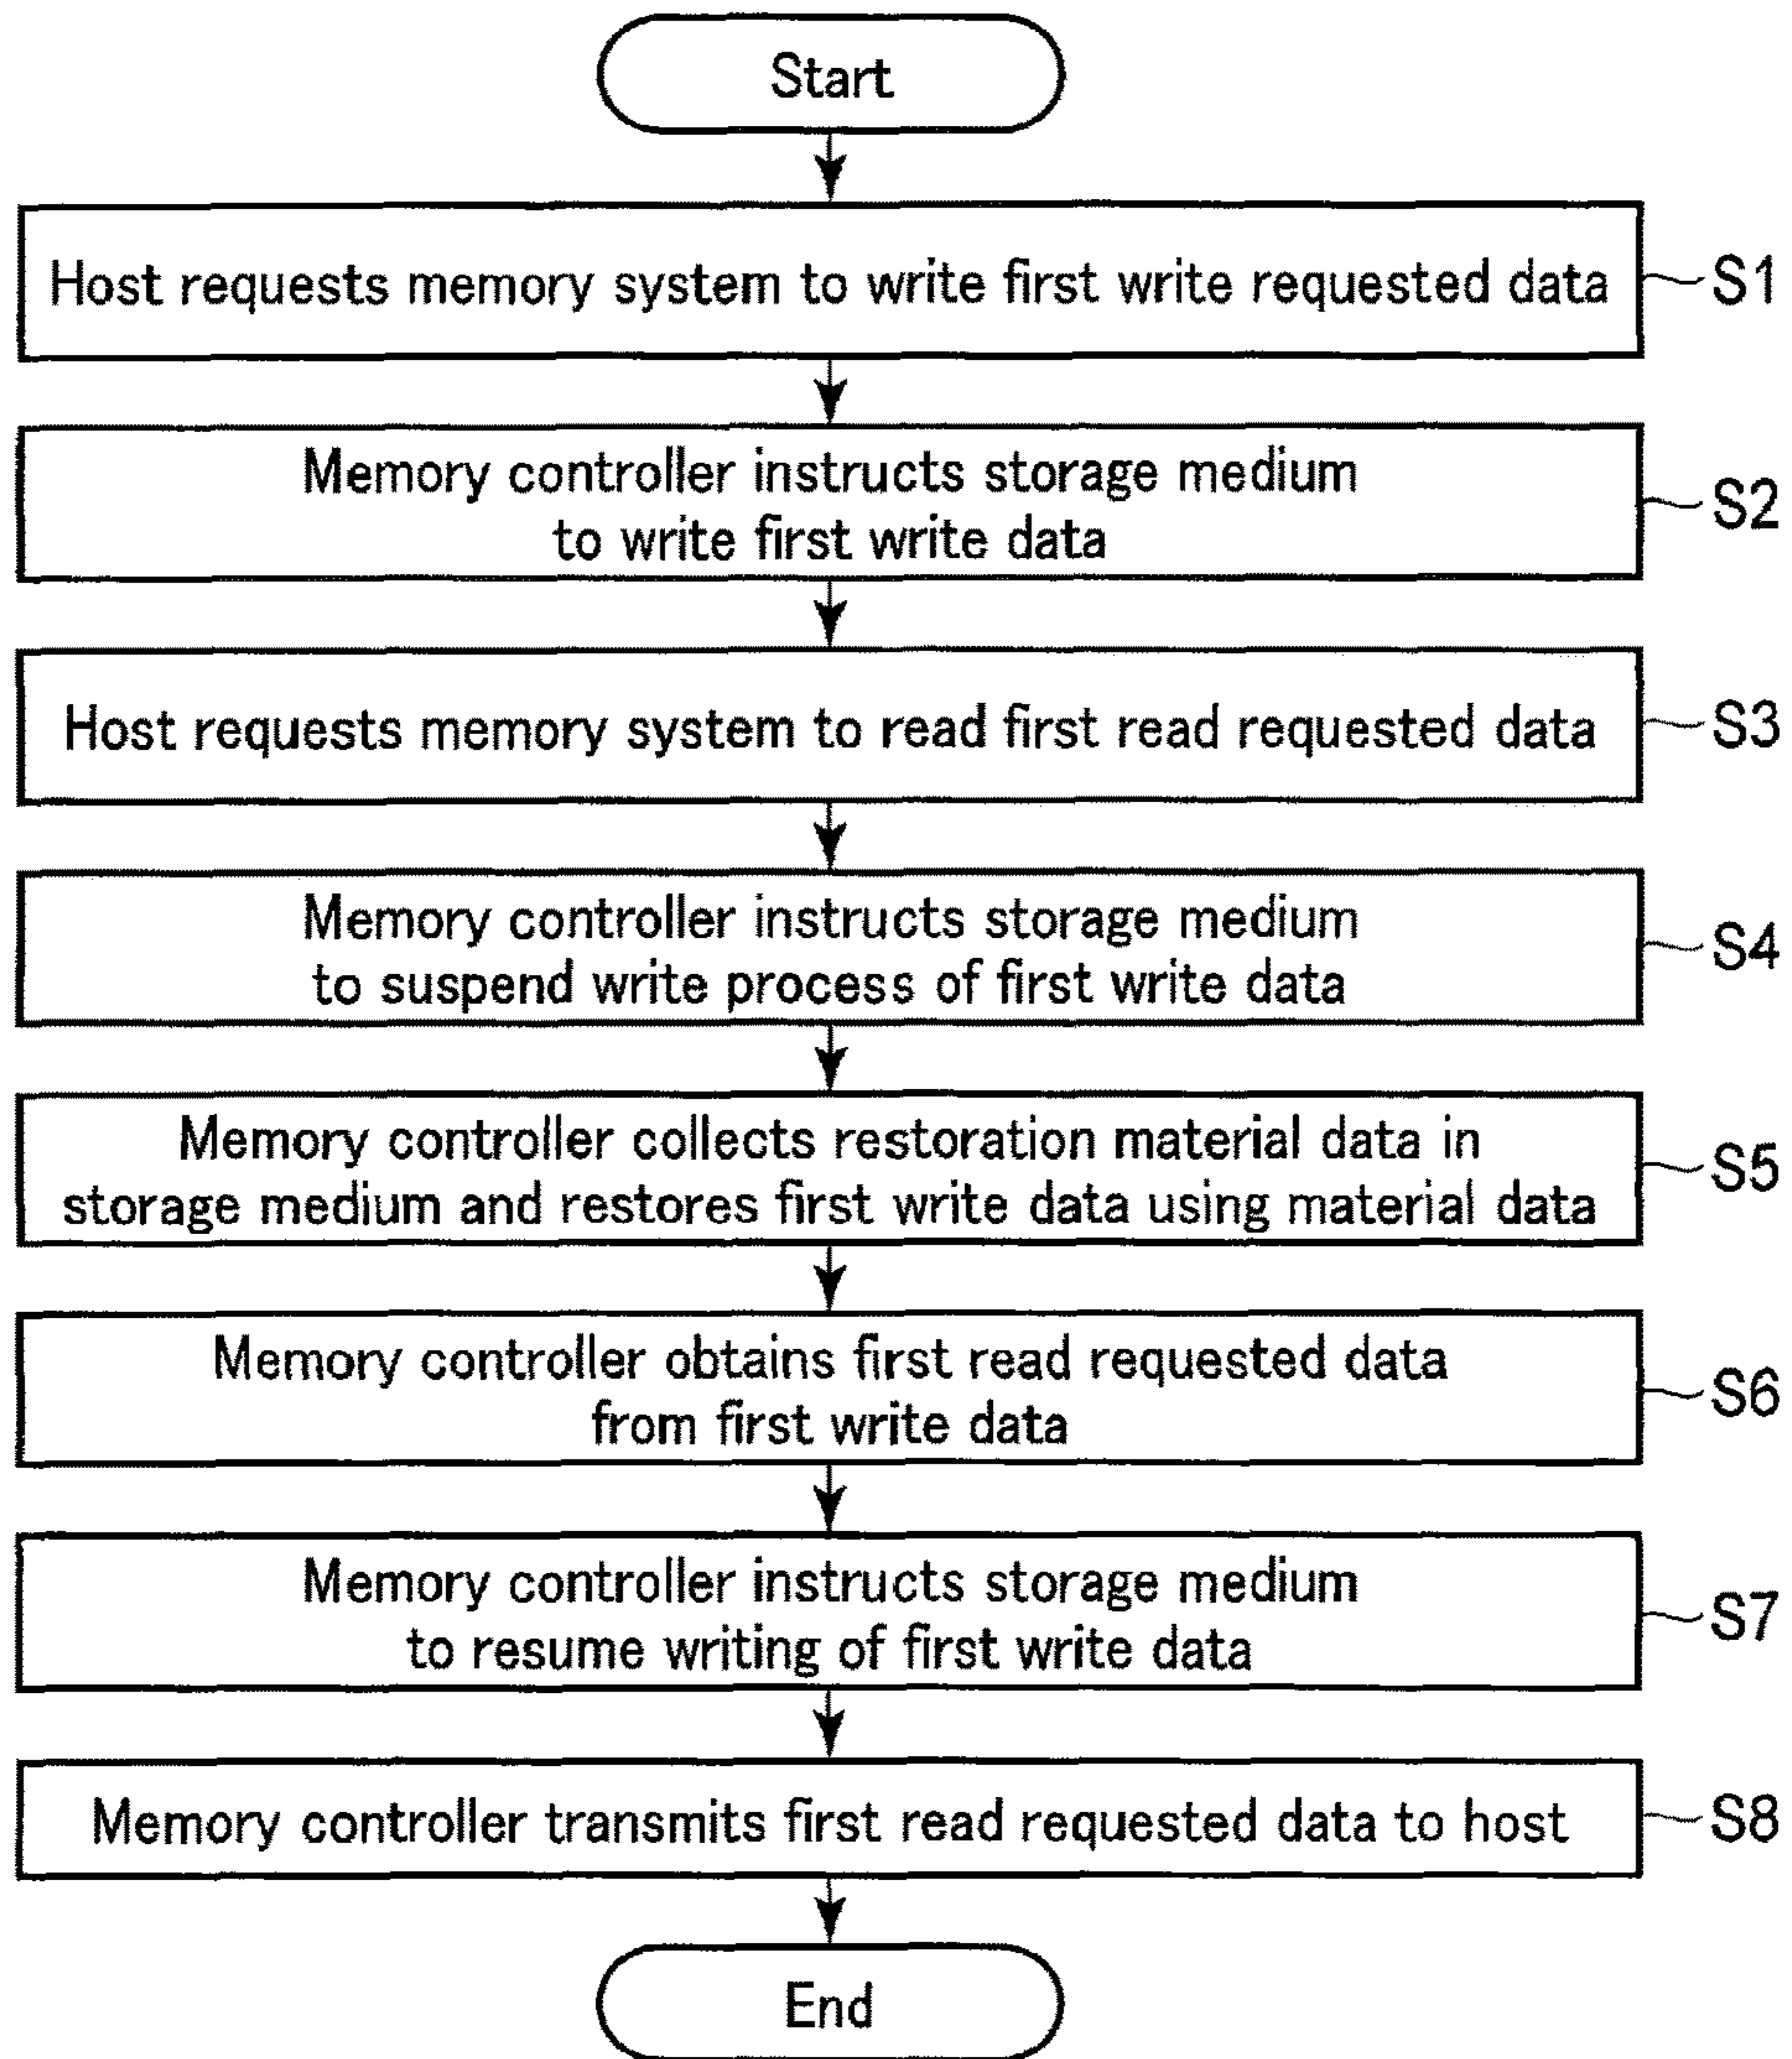 Start
Host requests memory system to write first write requested data
S1
Memory controller instructs storage medium
to write first write data
S2
Host requests memory system to read first read requested data
S3
Memory controller instructs storage medium
to suspend write process of first write data
S4
Memory controller collects restoration material data in
storage medium and restores first write data using material data
S5
Memory controller obtains first read requested data
from first write data
S6
Memory controller instructs storage medium
to resume writing of first write data
S7
Memory controller transmits first read requested data to host
S8
End